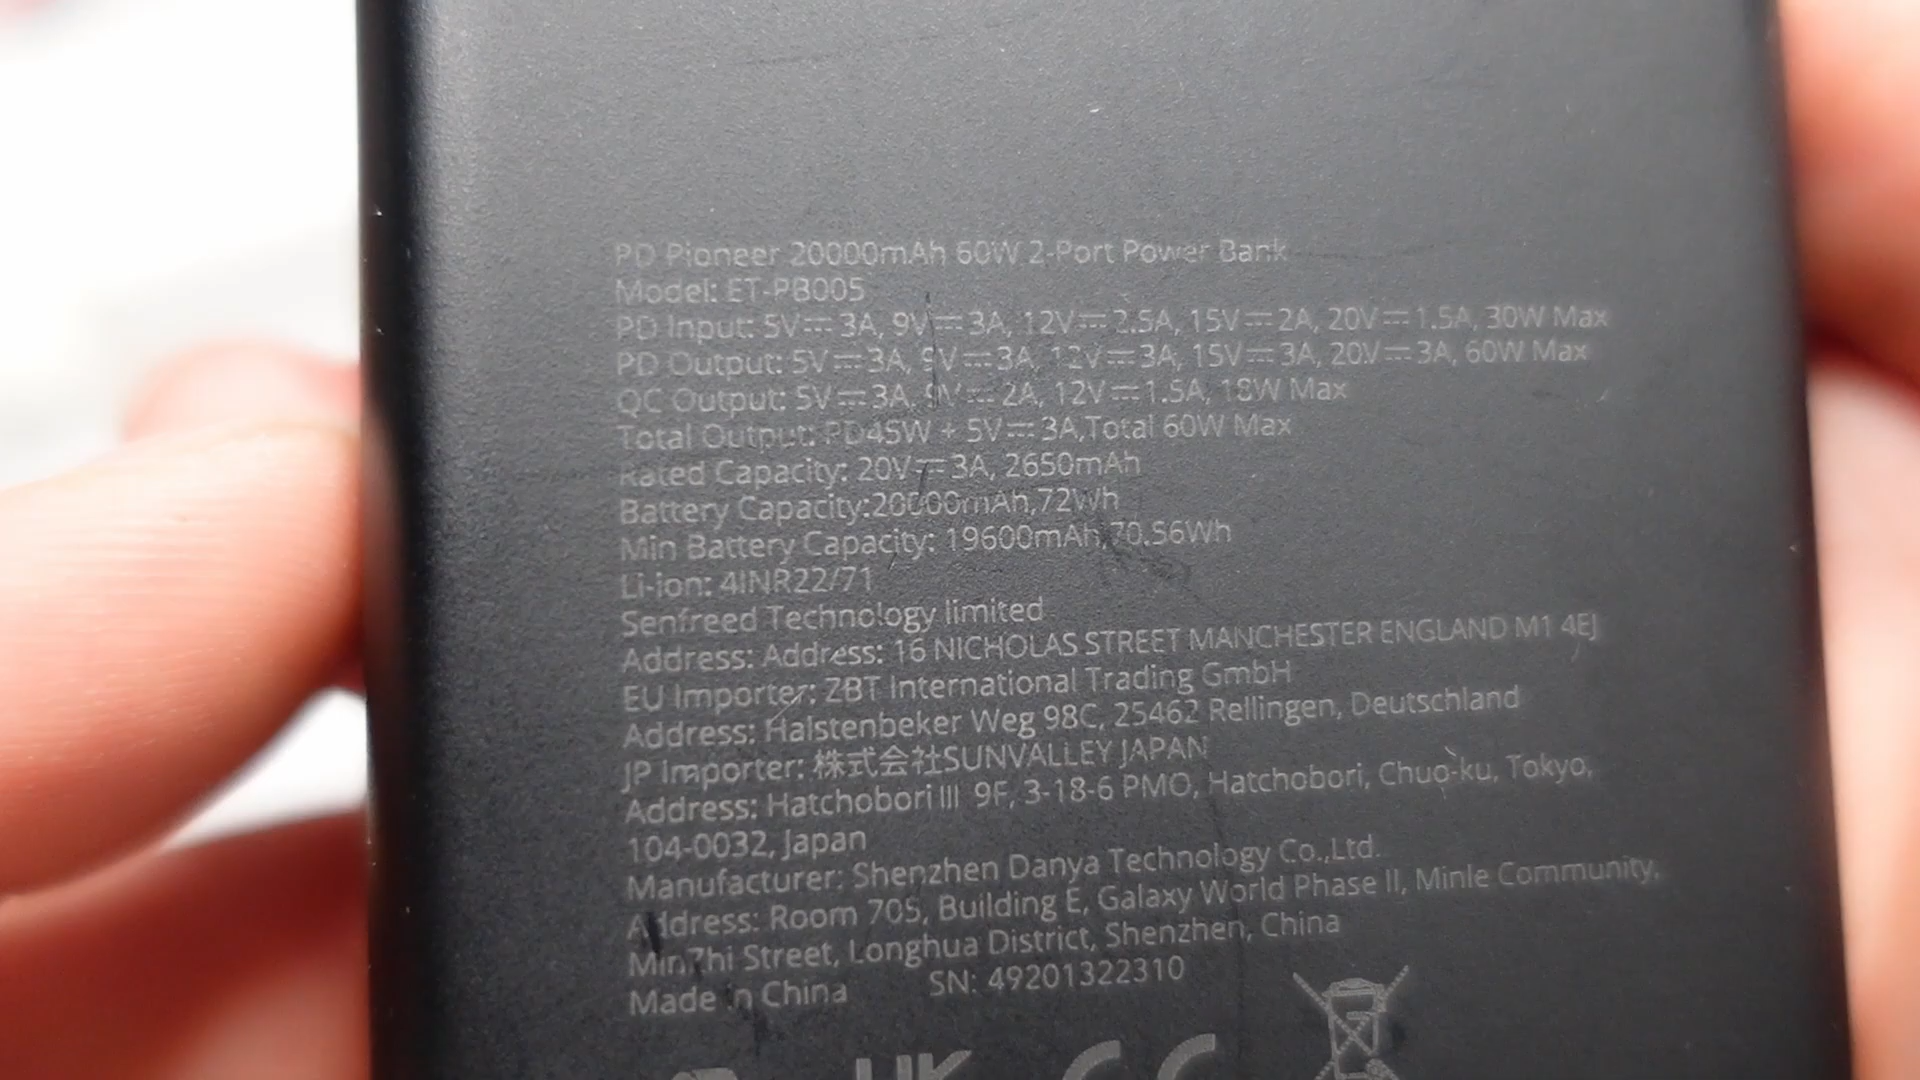 PD Pioneer 20000mAh 60W 2-Port Power Bank
Model: ET-PB005
PD Input: 5V⎓3A, 9V⎓3A, 12V⎓2.5A, 15V⎓2A, 20V⎓1.5A, 30W Max
PD Output: 5V⎓3A, 9V⎓3A, 12V⎓3A, 15V⎓3A, 20V⎓3A, 60W Max
QC Output: 5V⎓3A, 9V⎓2A, 12V⎓1.5A, 18W Max
Total Output: PD45W + 5V⎓3A,Total 60W Max
Rated Capacity: 20V⎓3A, 2650mAh
Battery Capacity:20000mAh,72Wh
Min Battery Capacity: 19600mAh,70.56Wh
Li-ion: 4INR22/71
Senfreed Technology limited
Address: Address: 16 NICHOLAS STREET MANCHESTER ENGLAND M1 4EJ
EU Importer: ZBT International Trading GmbH
Address: Halstenbeker Weg 98C, 25462 Rellingen, Deutschland
JP Importer: 株式会社SUNVALLEY JAPAN
Address: Hatchobori III 9F, 3-18-6 PMO, Hatchobori, Chuo-ku, Tokyo,
104-0032, Japan
Manufacturer: Shenzhen Danya Technology Co.,Ltd.
Address: Room 705, Building E, Galaxy World Phase II, Minle Community,
MinZhi Street, Longhua District, Shenzhen, China
Made in China SN: 49201322310
UK CE